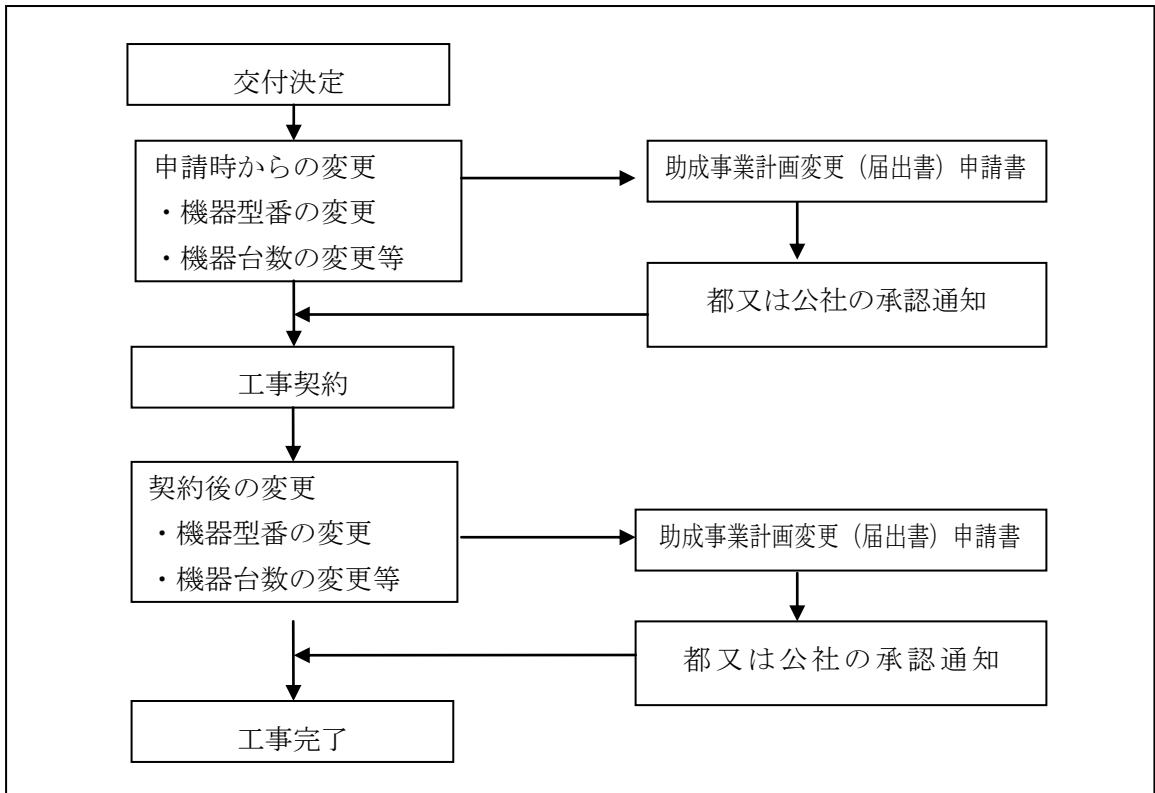 交付決定
申請時からの変更
・機器型番の変更
・機器台数の変更等
助成事業計画変更（届出書）申請書
都又は公社の承認通知
工事契約
契約後の変更
・機器型番の変更
・機器台数の変更等
助成事業計画変更（届出書）申請書
都又は公社の承認通知
工事完了